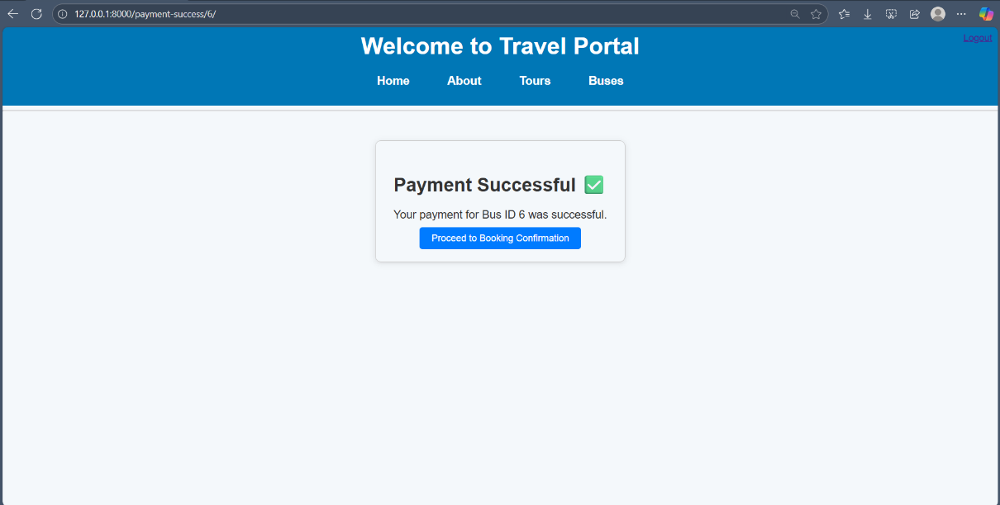 127.0.0.1:8000/payment-success/6/
Logout
Welcome to Travel Portal
Home About Tours Buses
Payment Successful ✅
Your payment for Bus ID 6 was successful.
Proceed to Booking Confirmation